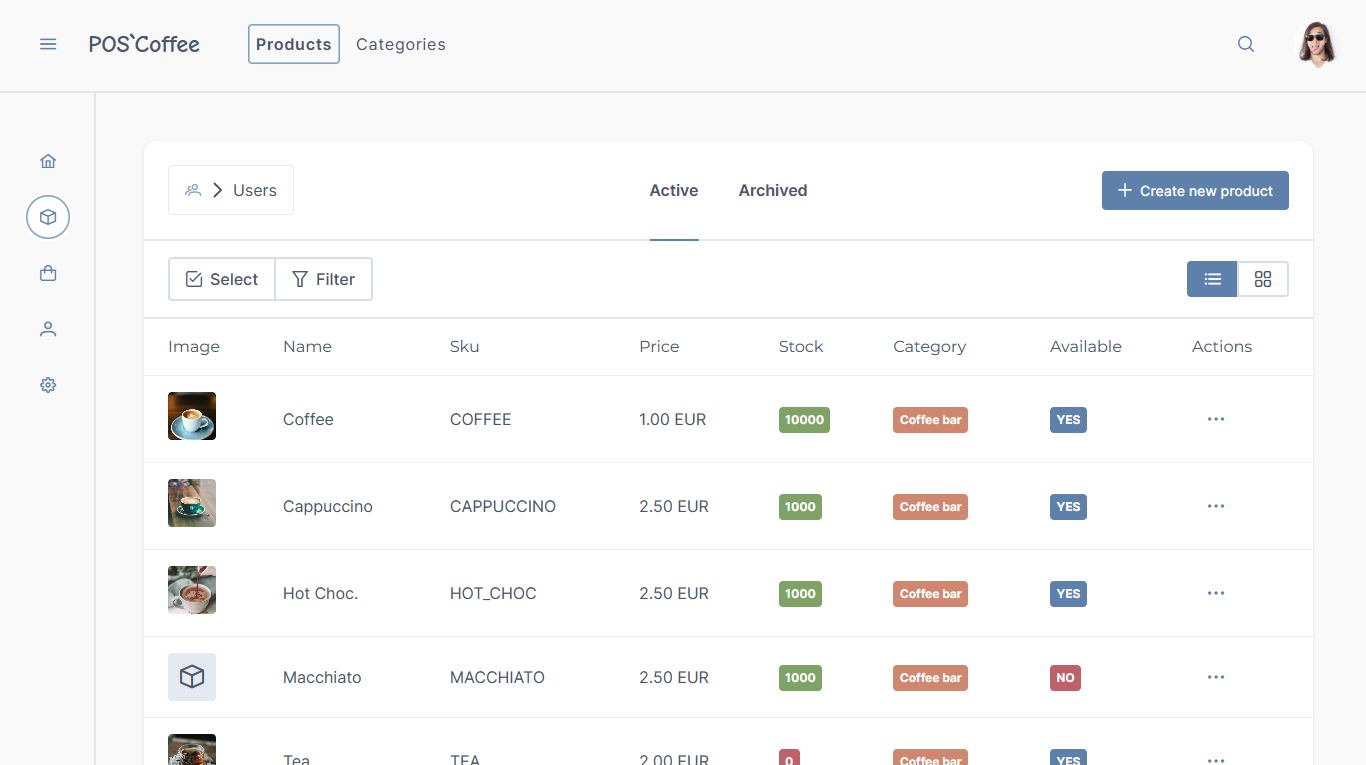 POS`Coffee Products Categories
Users Active Archived Create new product
Select Filter
Image Name Sku Price Stock Category Available Actions
Coffee COFFEE 1.00 EUR 10000 Coffee bar YES
Cappuccino CAPPUCCINO 2.50 EUR 1000 Coffee bar YES
Hot Choc. HOT_CHOC 2.50 EUR 1000 Coffee bar YES
Macchiato MACCHIATO 2.50 EUR 1000 Coffee bar NO
Tea TEA 2.00 EUR 0 Coffee bar YES